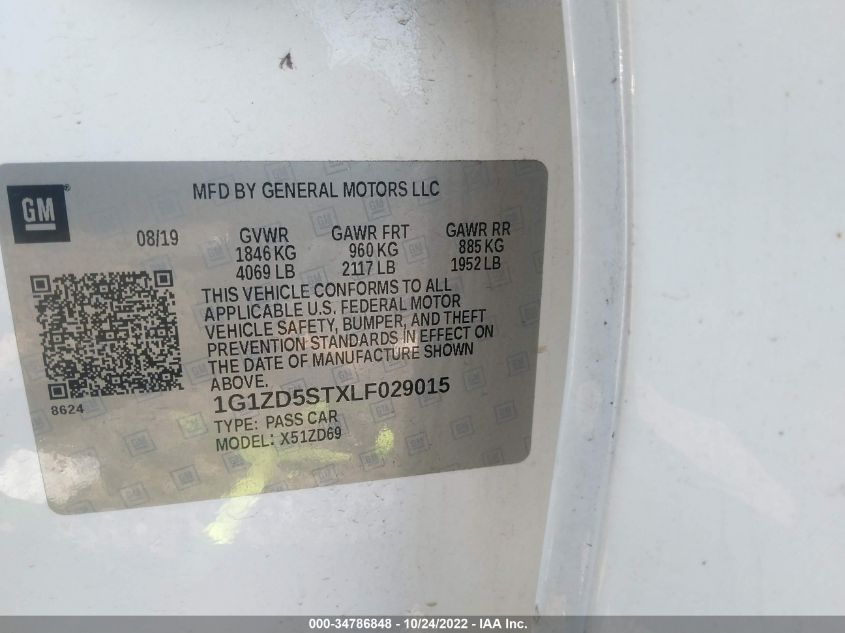 MFD BY GENERAL MOTORS LLC
GM
08/19 GVWR GAWR FRT GAWR RR
1846 KG 960 KG 885 KG
4069 LB 2117 LB 1952 LB
THIS VEHICLE CONFORMS TO ALL
APPLICABLE U.S. FEDERAL MOTOR
VEHICLE SAFETY, BUMPER, AND THEFT
PREVENTION STANDARDS IN EFFECT ON
THE DATE OF MANUFACTURE SHOWN
ABOVE.
8624
1G1ZD5STXLF029015
TYPE: PASS CAR
MODEL: X51ZD69
000-34786848 - 10/24/2022 - IAA Inc.